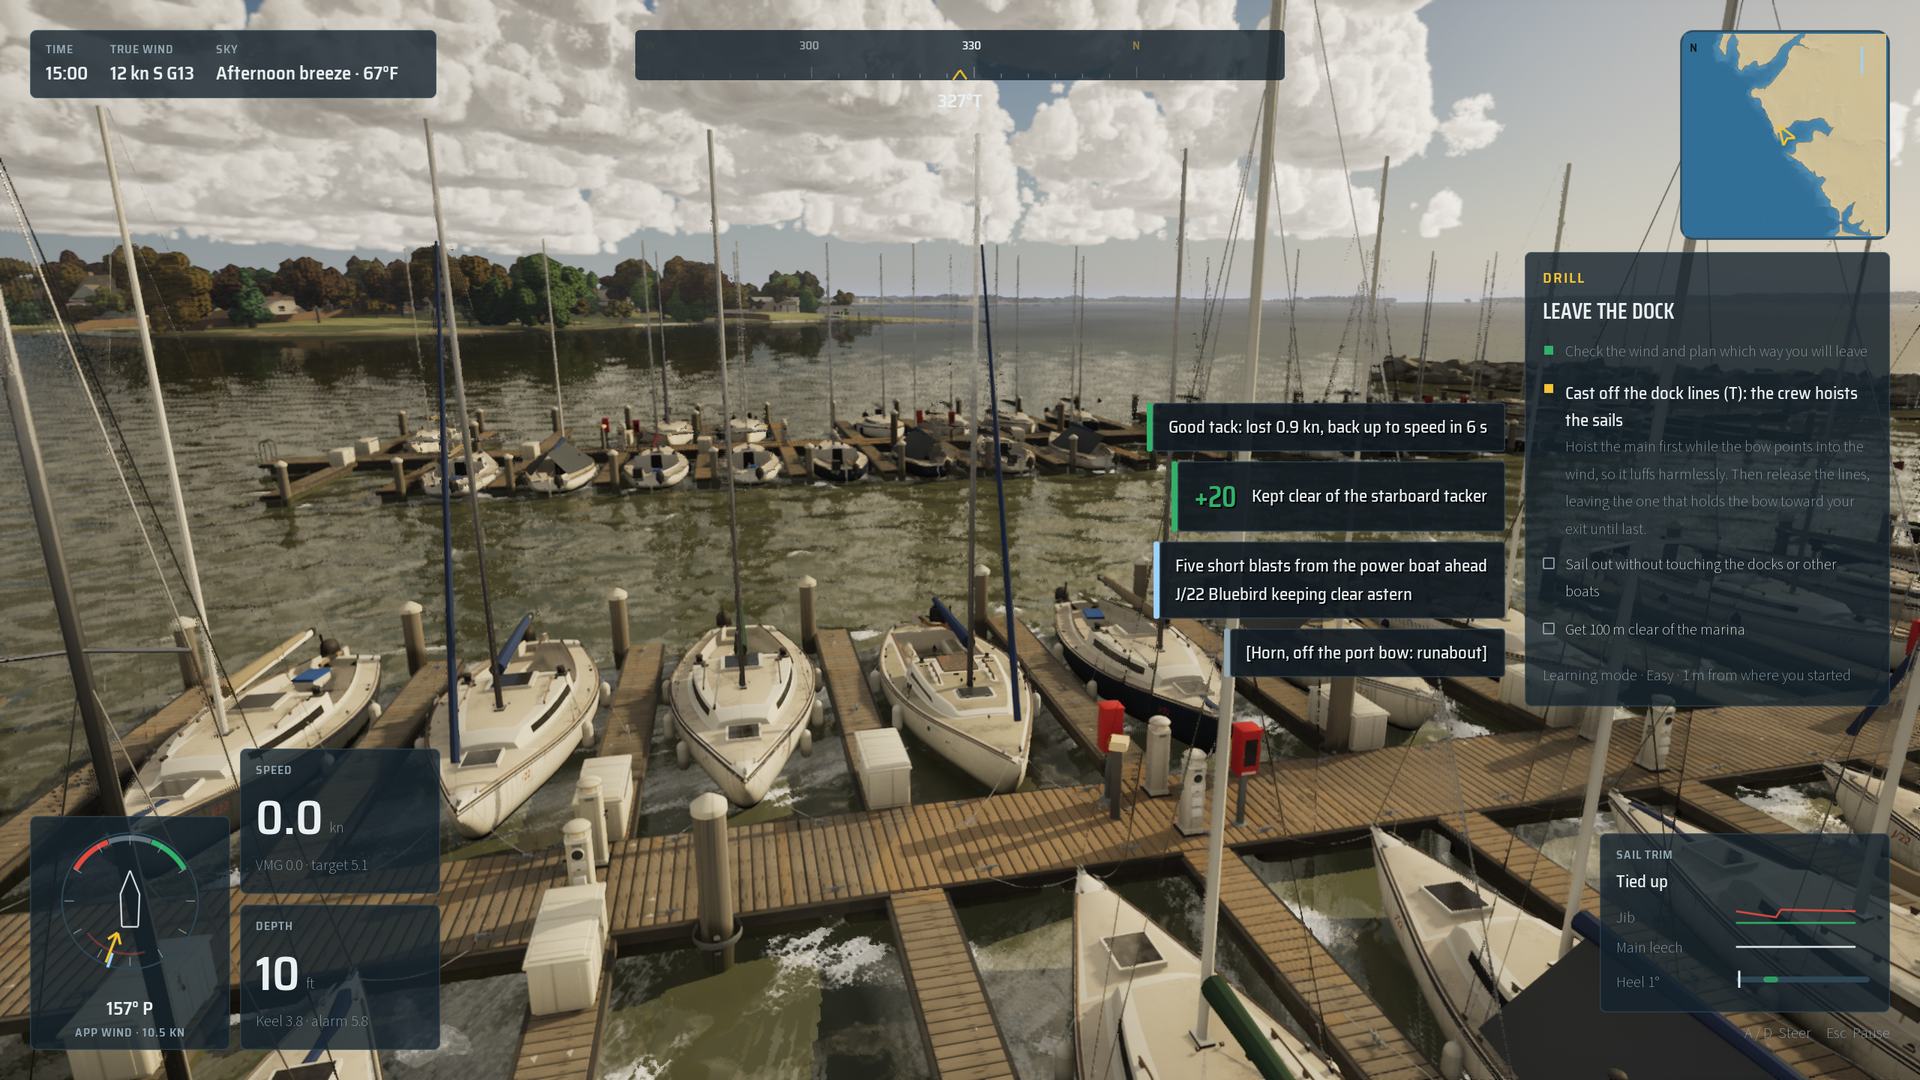 TIME
TRUE WIND
SKY
15:00
12 kn S G13
Afternoon breeze · 67°F
300
330
N
327°T
N
DRILL
LEAVE THE DOCK
Check the wind and plan which way you will leave
Cast off the dock lines (T): the crew hoists
the sails
Hoist the main first while the bow points into the
wind, so it luffs harmlessly. Then release the lines,
leaving the one that holds the bow toward your
exit until last.
Sail out without touching the docks or other
boats
Get 100 m clear of the marina
Learning mode · Easy · 1 m from where you started
Good tack: lost 0.9 kn, back up to speed in 6 s
+20 Kept clear of the starboard tacker
Five short blasts from the power boat ahead
J/22 Bluebird keeping clear astern
[Horn, off the port bow: runabout]
SPEED
0.0 kn
VMG 0.0 · target 5.1
DEPTH
10 ft
Keel 3.8 · alarm 5.8
157° P
APP WIND · 10.5 KN
SAIL TRIM
Tied up
Jib
Main leech
Heel 1°
A / D Steer Esc Pause